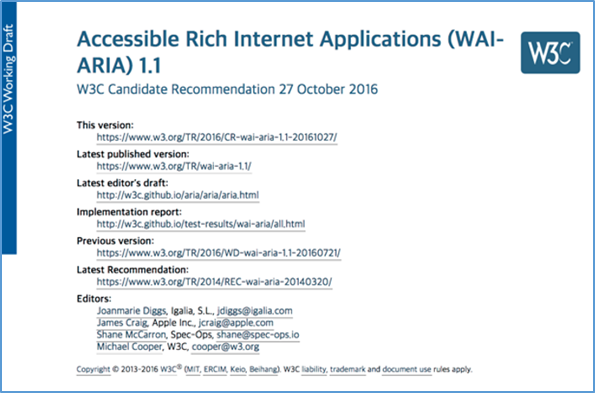 W3C Working Draft
Accessible Rich Internet Applications (WAI-
ARIA) 1.1
W3C
W3C Candidate Recommendation 27 October 2016
This version:
https://www.w3.org/TR/2016/CR-wai-aria-1.1-20161027/
Latest published version:
https://www.w3.org/TR/wai-aria-1.1/
Latest editor's draft:
http://w3c.github.io/aria/aria/aria.html
Implementation report:
http://w3c.github.io/test-results/wai-aria/all.html
Previous version:
https://www.w3.org/TR/2016/WD-wai-aria-1.1-20160721/
Latest Recommendation:
https://www.w3.org/TR/2014/REC-wai-aria-20140320/
Editors:
Joanmarie Diggs, Igalia, S.L., jdiggs@igalia.com
James Craig, Apple Inc., jcraig@apple.com
Shane McCarron, Spec-Ops, shane@spec-ops.io
Michael Cooper, W3C, cooper@w3.org
Copyright © 2013-2016 W3C® (MIT, ERCIM, Keio, Beihang). W3C liability, trademark and document use rules apply.